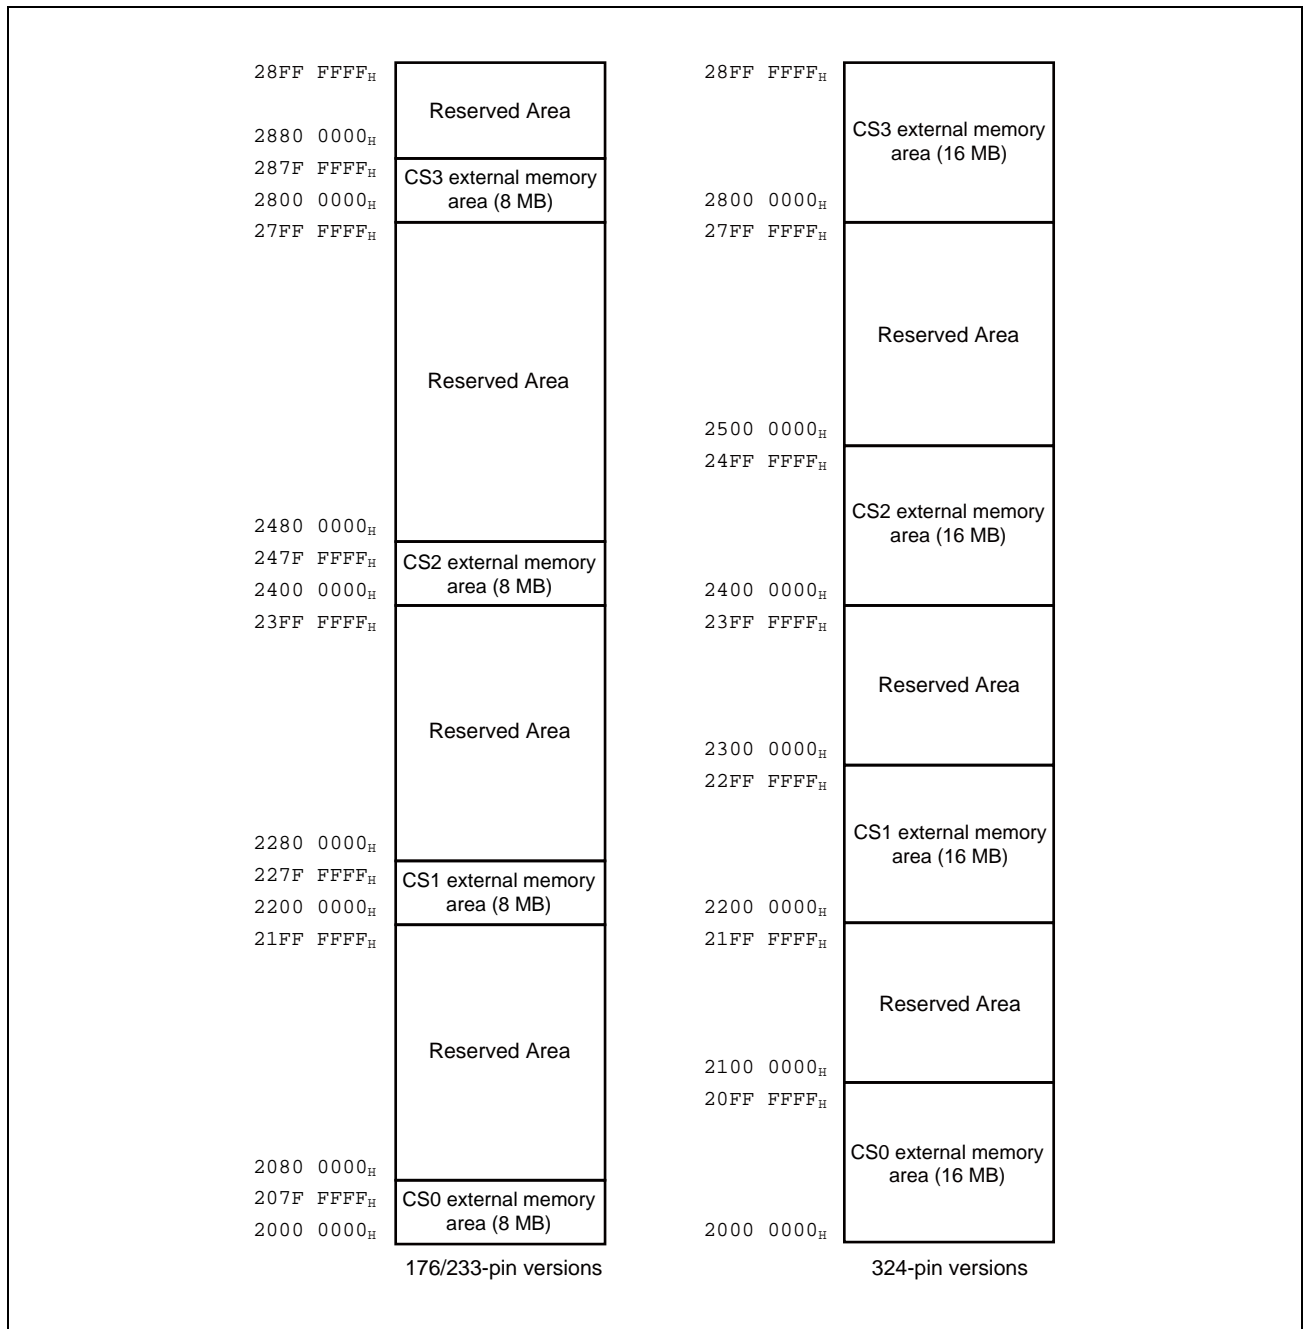 28FF FFFFH
Reserved Area
2880 0000H
287F FFFFH
CS3 external memory
area (8 MB)
2800 0000H
27FF FFFFH
Reserved Area
2480 0000H
247F FFFFH
CS2 external memory
area (8 MB)
2400 0000H
23FF FFFFH
Reserved Area
2280 0000H
227F FFFFH
CS1 external memory
area (8 MB)
2200 0000H
21FF FFFFH
Reserved Area
2080 0000H
207F FFFFH
CS0 external memory
area (8 MB)
2000 0000H
176/233-pin versions
28FF FFFFH
CS3 external memory
area (16 MB)
2800 0000H
27FF FFFFH
Reserved Area
2500 0000H
24FF FFFFH
CS2 external memory
area (16 MB)
2400 0000H
23FF FFFFH
Reserved Area
2300 0000H
22FF FFFFH
CS1 external memory
area (16 MB)
2200 0000H
21FF FFFFH
Reserved Area
2100 0000H
20FF FFFFH
CS0 external memory
area (16 MB)
2000 0000H
324-pin versions